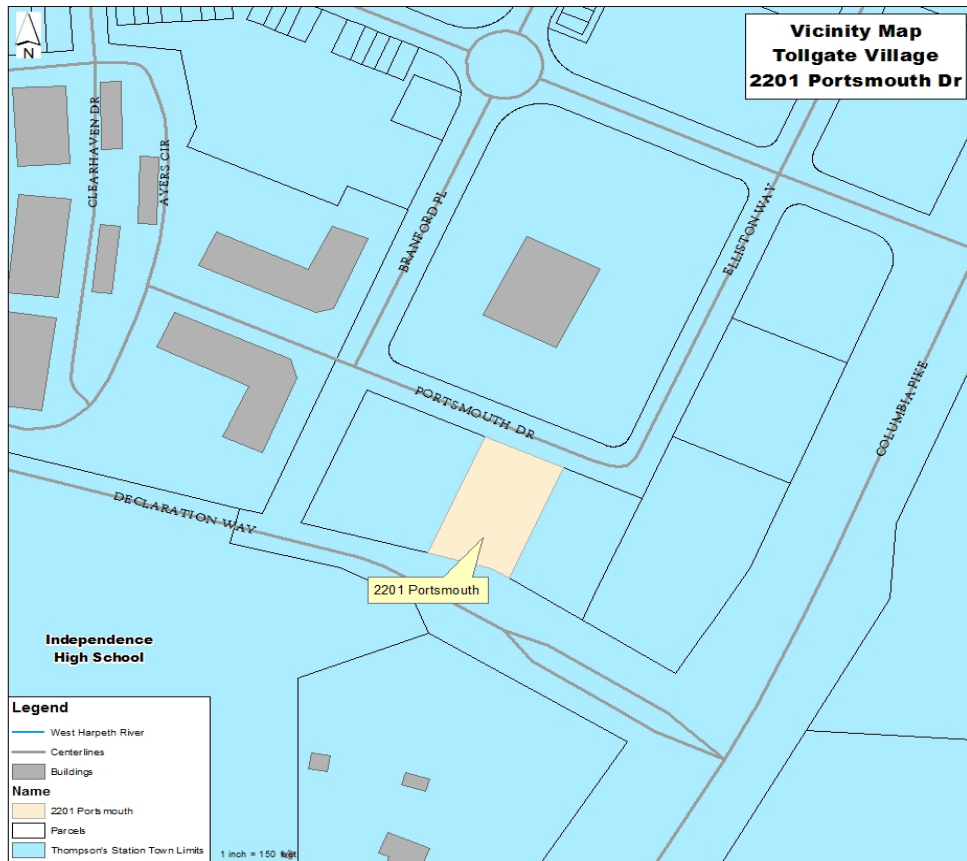 N
Vicinity Map
Tollgate Village
2201 Portsmouth Dr
CLEARHAVEN DR
AYERS CIR
BRANFORD PL
ELLISTON WAY
COLUMBIA PIKE
PORTSMOUTH DR
DECLARATION WAY
2201 Portsmouth
Independence
High School
Legend
West Harpeth River
Centerlines
Buildings
Name
2201 Portsmouth
Parcels
Thompson's Station Town Limits
1 inch = 150 feet